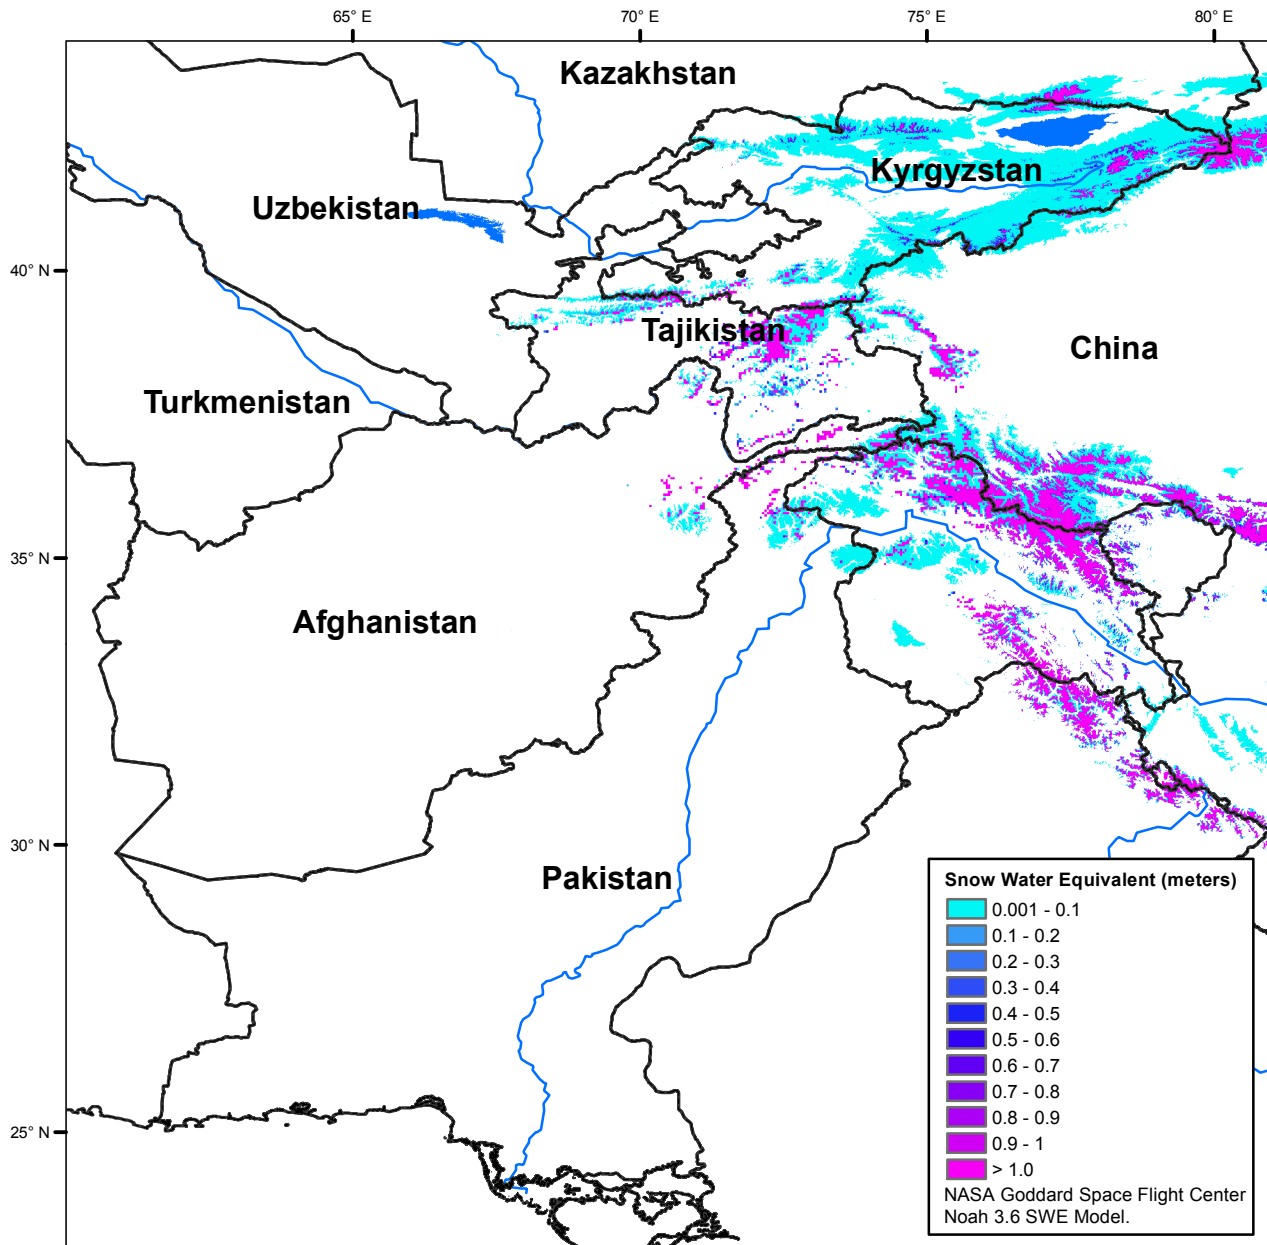 65° E 70° E 75° E 80° E
Kazakhstan
Kyrgyzstan
Uzbekistan
40° N
Tajikistan
China
Turkmenistan
35° N
Afghanistan
30° N
Pakistan
25° N
Snow Water Equivalent (meters)
0.001 - 0.1
0.1 - 0.2
0.2 - 0.3
0.3 - 0.4
0.4 - 0.5
0.5 - 0.6
0.6 - 0.7
0.7 - 0.8
0.8 - 0.9
0.9 - 1
> 1.0
NASA Goddard Space Flight Center
Noah 3.6 SWE Model.